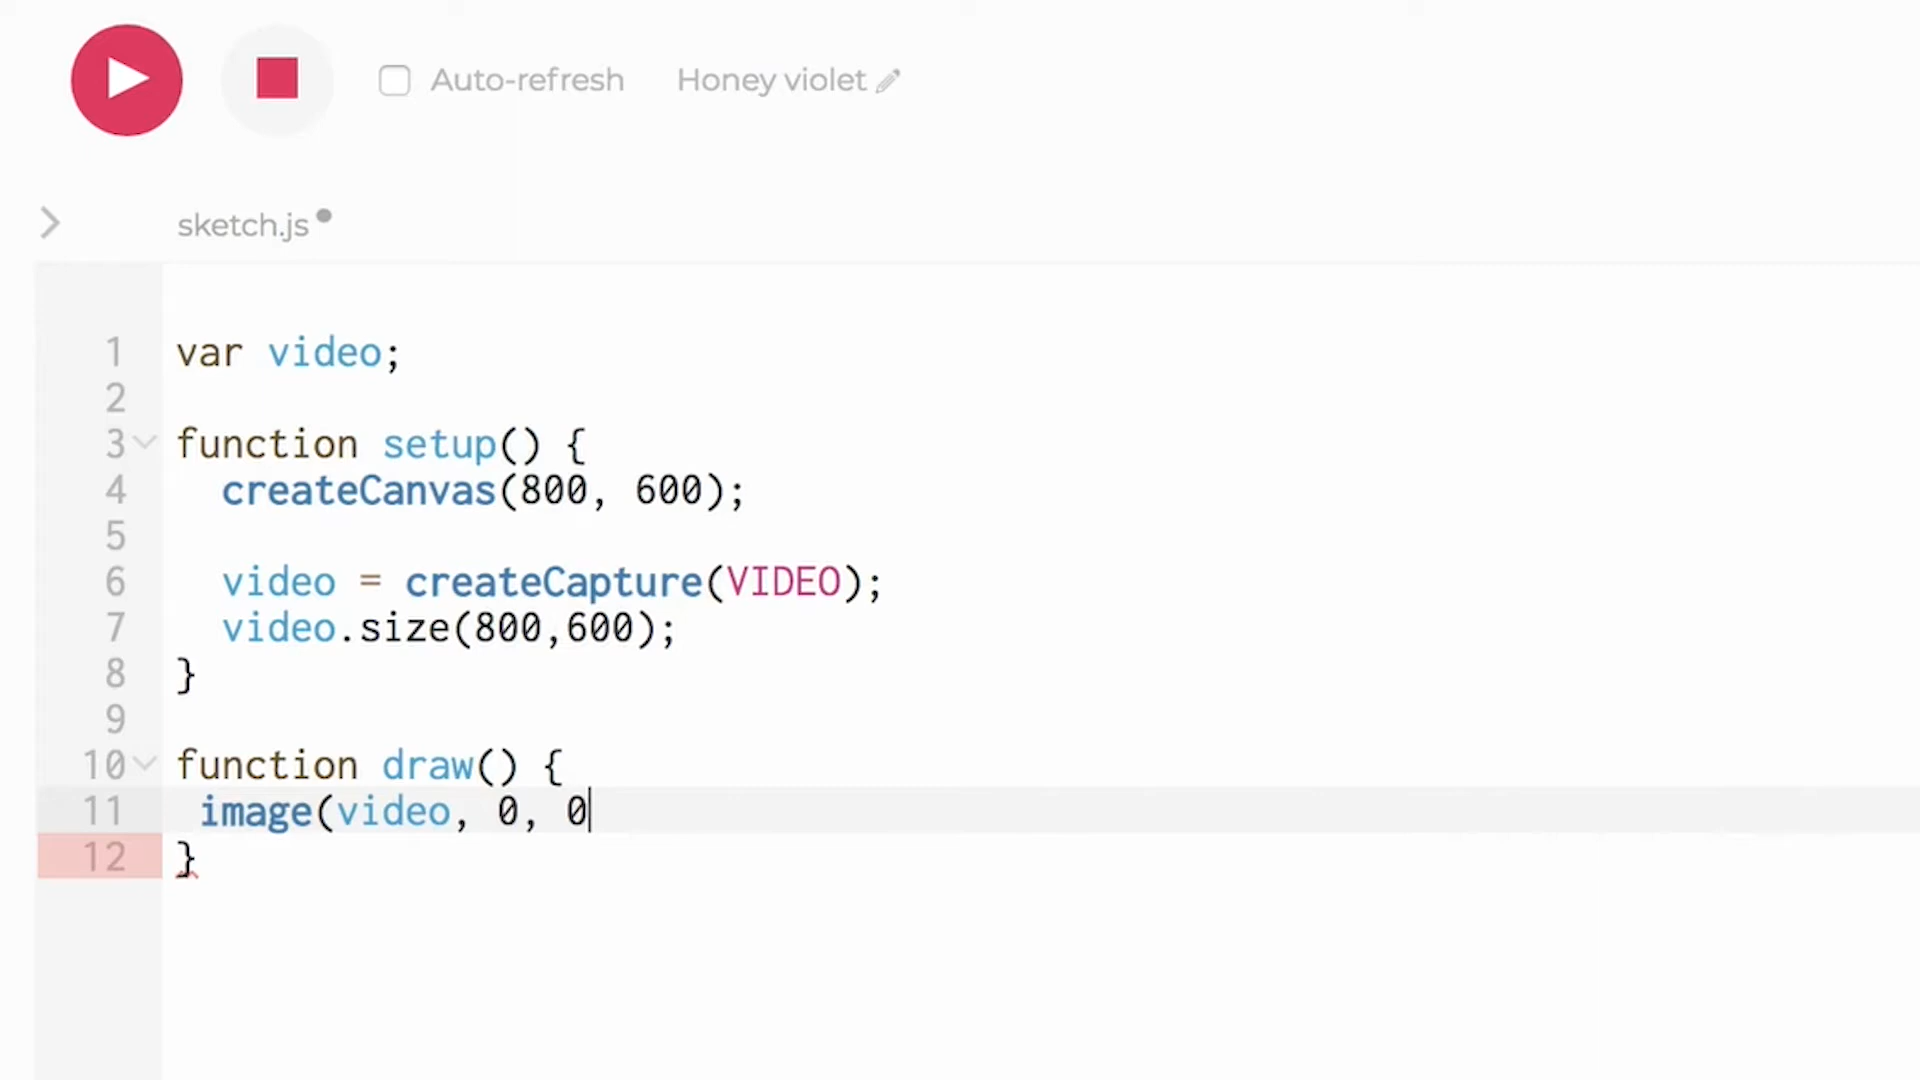 Auto-refresh Honey violet
sketch.js
1 var video;
2
3 function setup() {
4 createCanvas(800, 600);
5
6 video = createCapture(VIDEO);
7 video.size(800,600);
8 }
9
10 function draw() {
11 image(video, 0, 0
12 }